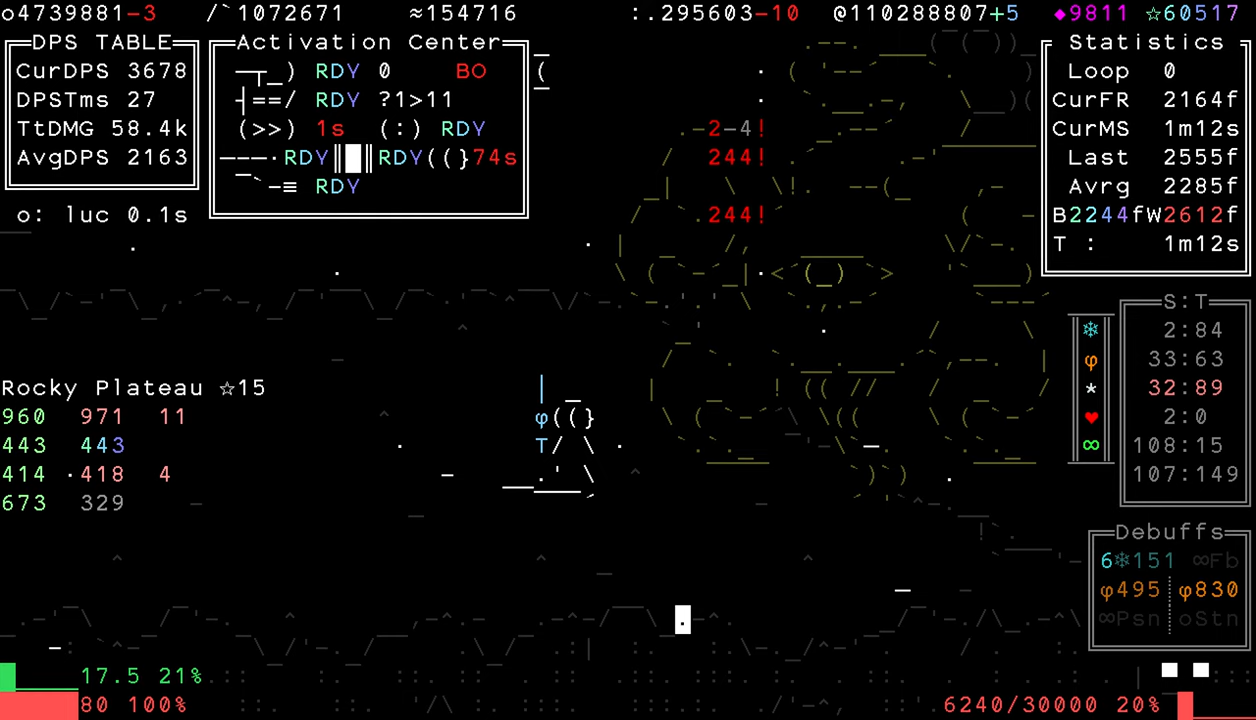 o4739881-3 /`1072671 ≈154716 :.295603-10 @110288807+5 ◆9811 ☆60517
DPS TABLE
CurDPS 3678
DPSTms 27
TtDMG 58.4k
AvgDPS 2163
o: luc 0.1s
Activation Center
─┬_) RDY 0 BO
┤==/ RDY ?1>11
(>>) 1s (:) RDY
———· RDY ║█║ RDY ((}74s
¯`-≡ RDY
.-2-4!
244!
244!
Statistics
Loop 0
CurFR 2164f
CurMS 1m12s
Last 2555f
Avrg 2285f
B2244fW2612f
T : 1m12s
S:T
❄ 2:84
φ 33:63
* 32:89
♥ 2:0
∞ 108:15
107:149
Rocky Plateau ☆15
960 971 11
443 443
414 418 4
673 329
Debuffs
6❄151 ∞Fb
φ495 φ830
∞Psn oStn
17.5 21%
80 100%
6240/30000 20%